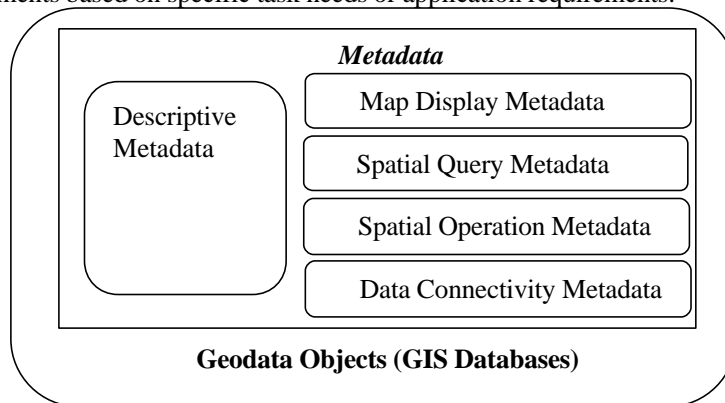 ments based on specific task needs or application requirements.
Metadata
Descriptive
Metadata
Map Display Metadata
Spatial Query Metadata
Spatial Operation Metadata
Data Connectivity Metadata
Geodata Objects (GIS Databases)